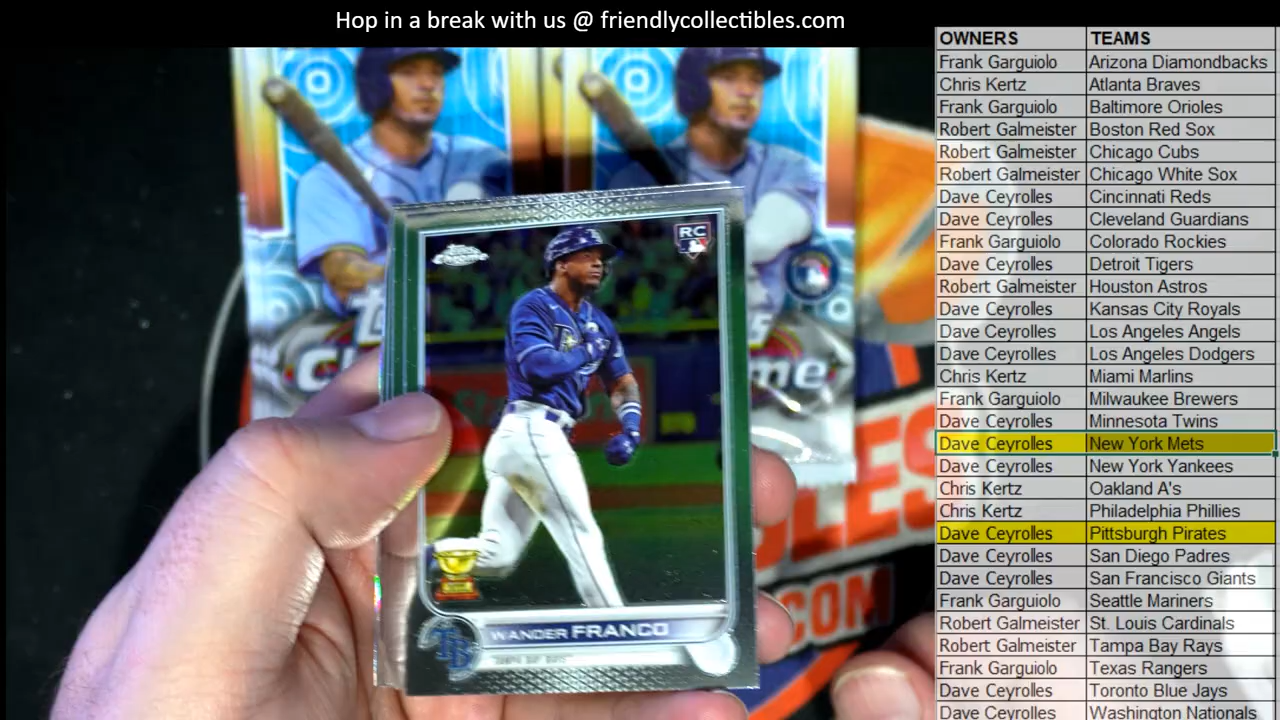 Hop in a break with us @ friendlycollectibles.com
OWNERS TEAMS
Frank Garguiolo Arizona Diamondbacks
Chris Kertz Atlanta Braves
Frank Garguiolo Baltimore Orioles
Robert Galmeister Boston Red Sox
Robert Galmeister Chicago Cubs
Robert Galmeister Chicago White Sox
Dave Ceyrolles Cincinnati Reds
Dave Ceyrolles Cleveland Guardians
Frank Garguiolo Colorado Rockies
Dave Ceyrolles Detroit Tigers
Robert Galmeister Houston Astros
Dave Ceyrolles Kansas City Royals
Dave Ceyrolles Los Angeles Angels
Dave Ceyrolles Los Angeles Dodgers
Chris Kertz Miami Marlins
Frank Garguiolo Milwaukee Brewers
Dave Ceyrolles Minnesota Twins
Dave Ceyrolles New York Mets
Dave Ceyrolles New York Yankees
Chris Kertz Oakland A's
Chris Kertz Philadelphia Phillies
Dave Ceyrolles Pittsburgh Pirates
Dave Ceyrolles San Diego Padres
Dave Ceyrolles San Francisco Giants
Frank Garguiolo Seattle Mariners
Robert Galmeister St. Louis Cardinals
Robert Galmeister Tampa Bay Rays
Frank Garguiolo Texas Rangers
Dave Ceyrolles Toronto Blue Jays
Dave Ceyrolles Washington Nationals
RC
WANDER FRANCO
TAMPA BAY RAYS
TB
.COM